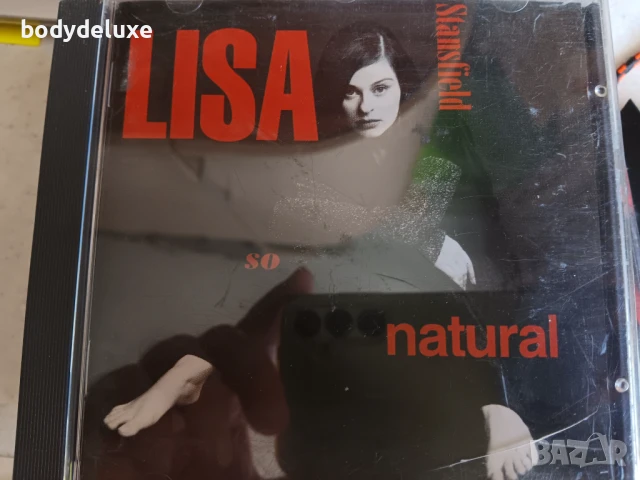 bodydeluxe
LISA
Stansfield
so
natural
BAZAR